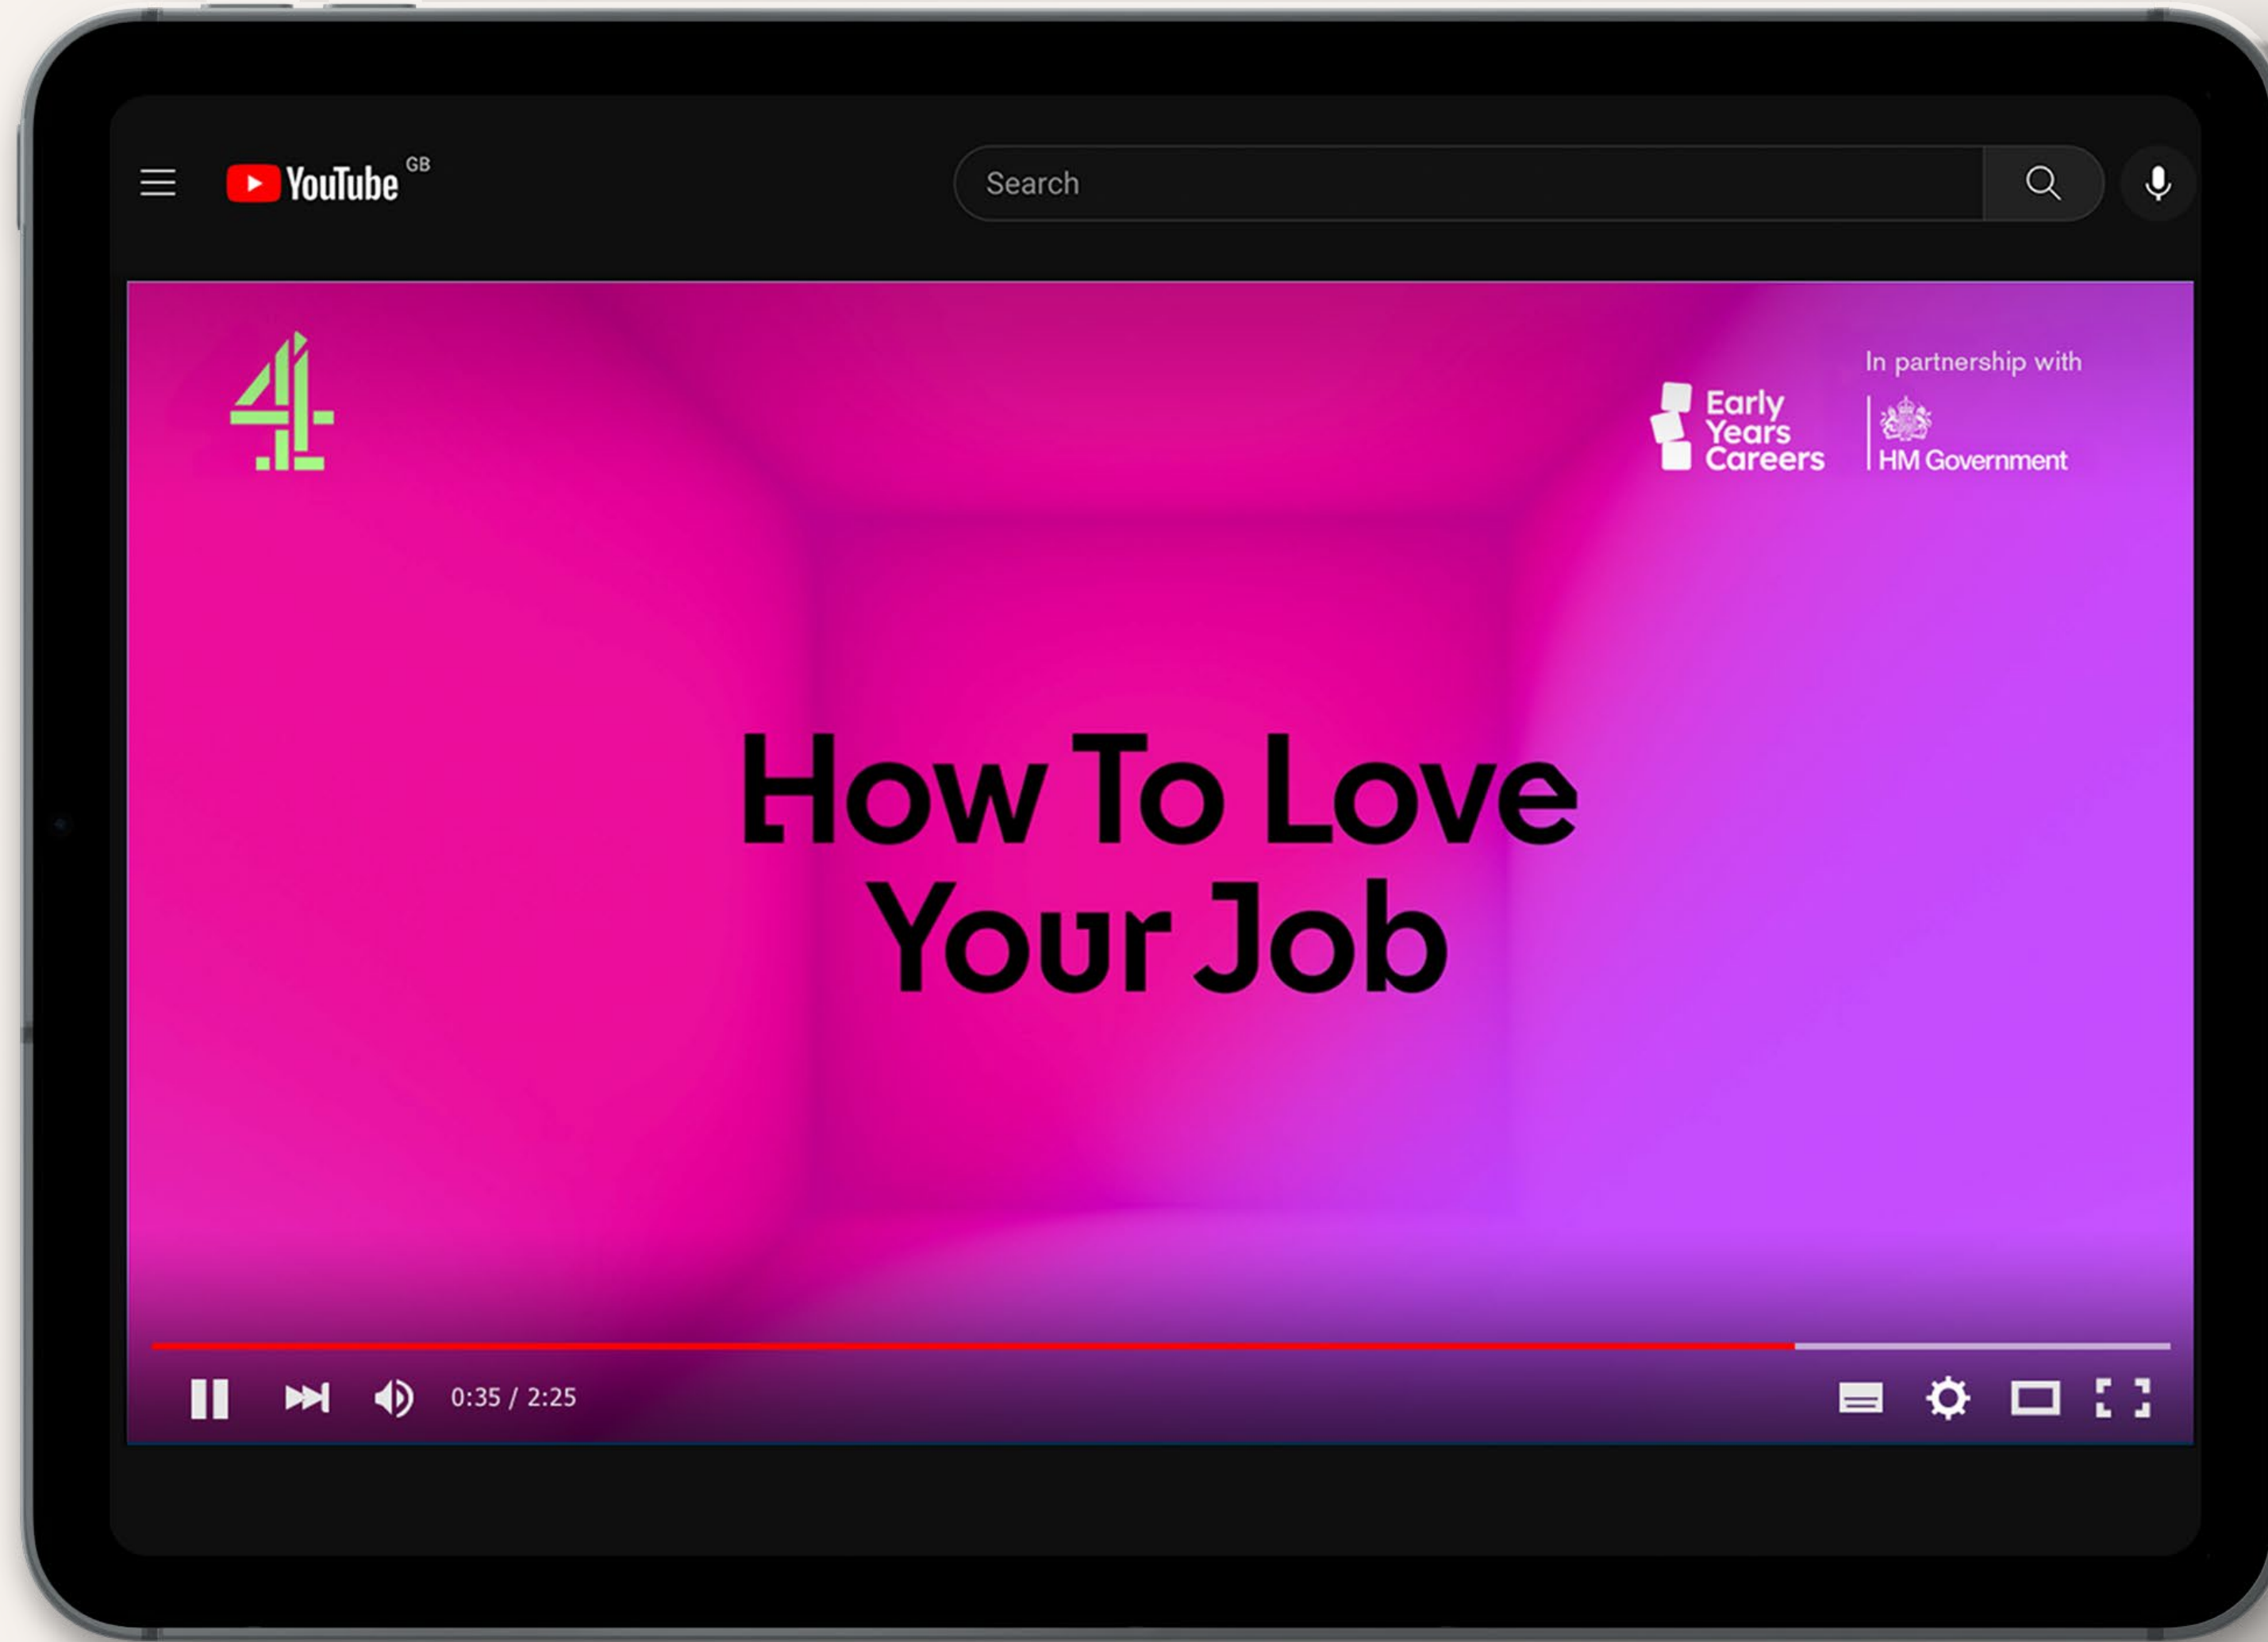 YouTube GB
Search
4
In partnership with
Early
Years
Careers
HM Government
How To Love
Your Job
0:35 / 2:25